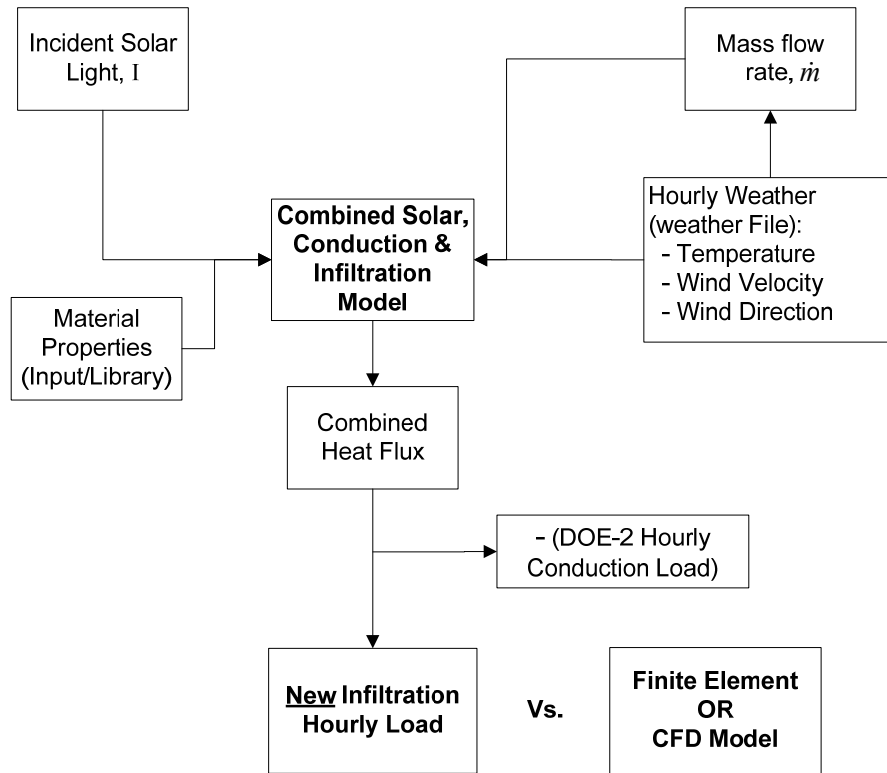 Incident Solar
Light, I
Mass flow
rate, ṁ
Hourly Weather
(weather File):
- Temperature
- Wind Velocity
- Wind Direction
Combined Solar,
Conduction &
Infiltration
Model
Material
Properties
(Input/Library)
Combined
Heat Flux
- (DOE-2 Hourly
Conduction Load)
New Infiltration
Hourly Load
Vs.
Finite Element
OR
CFD Model